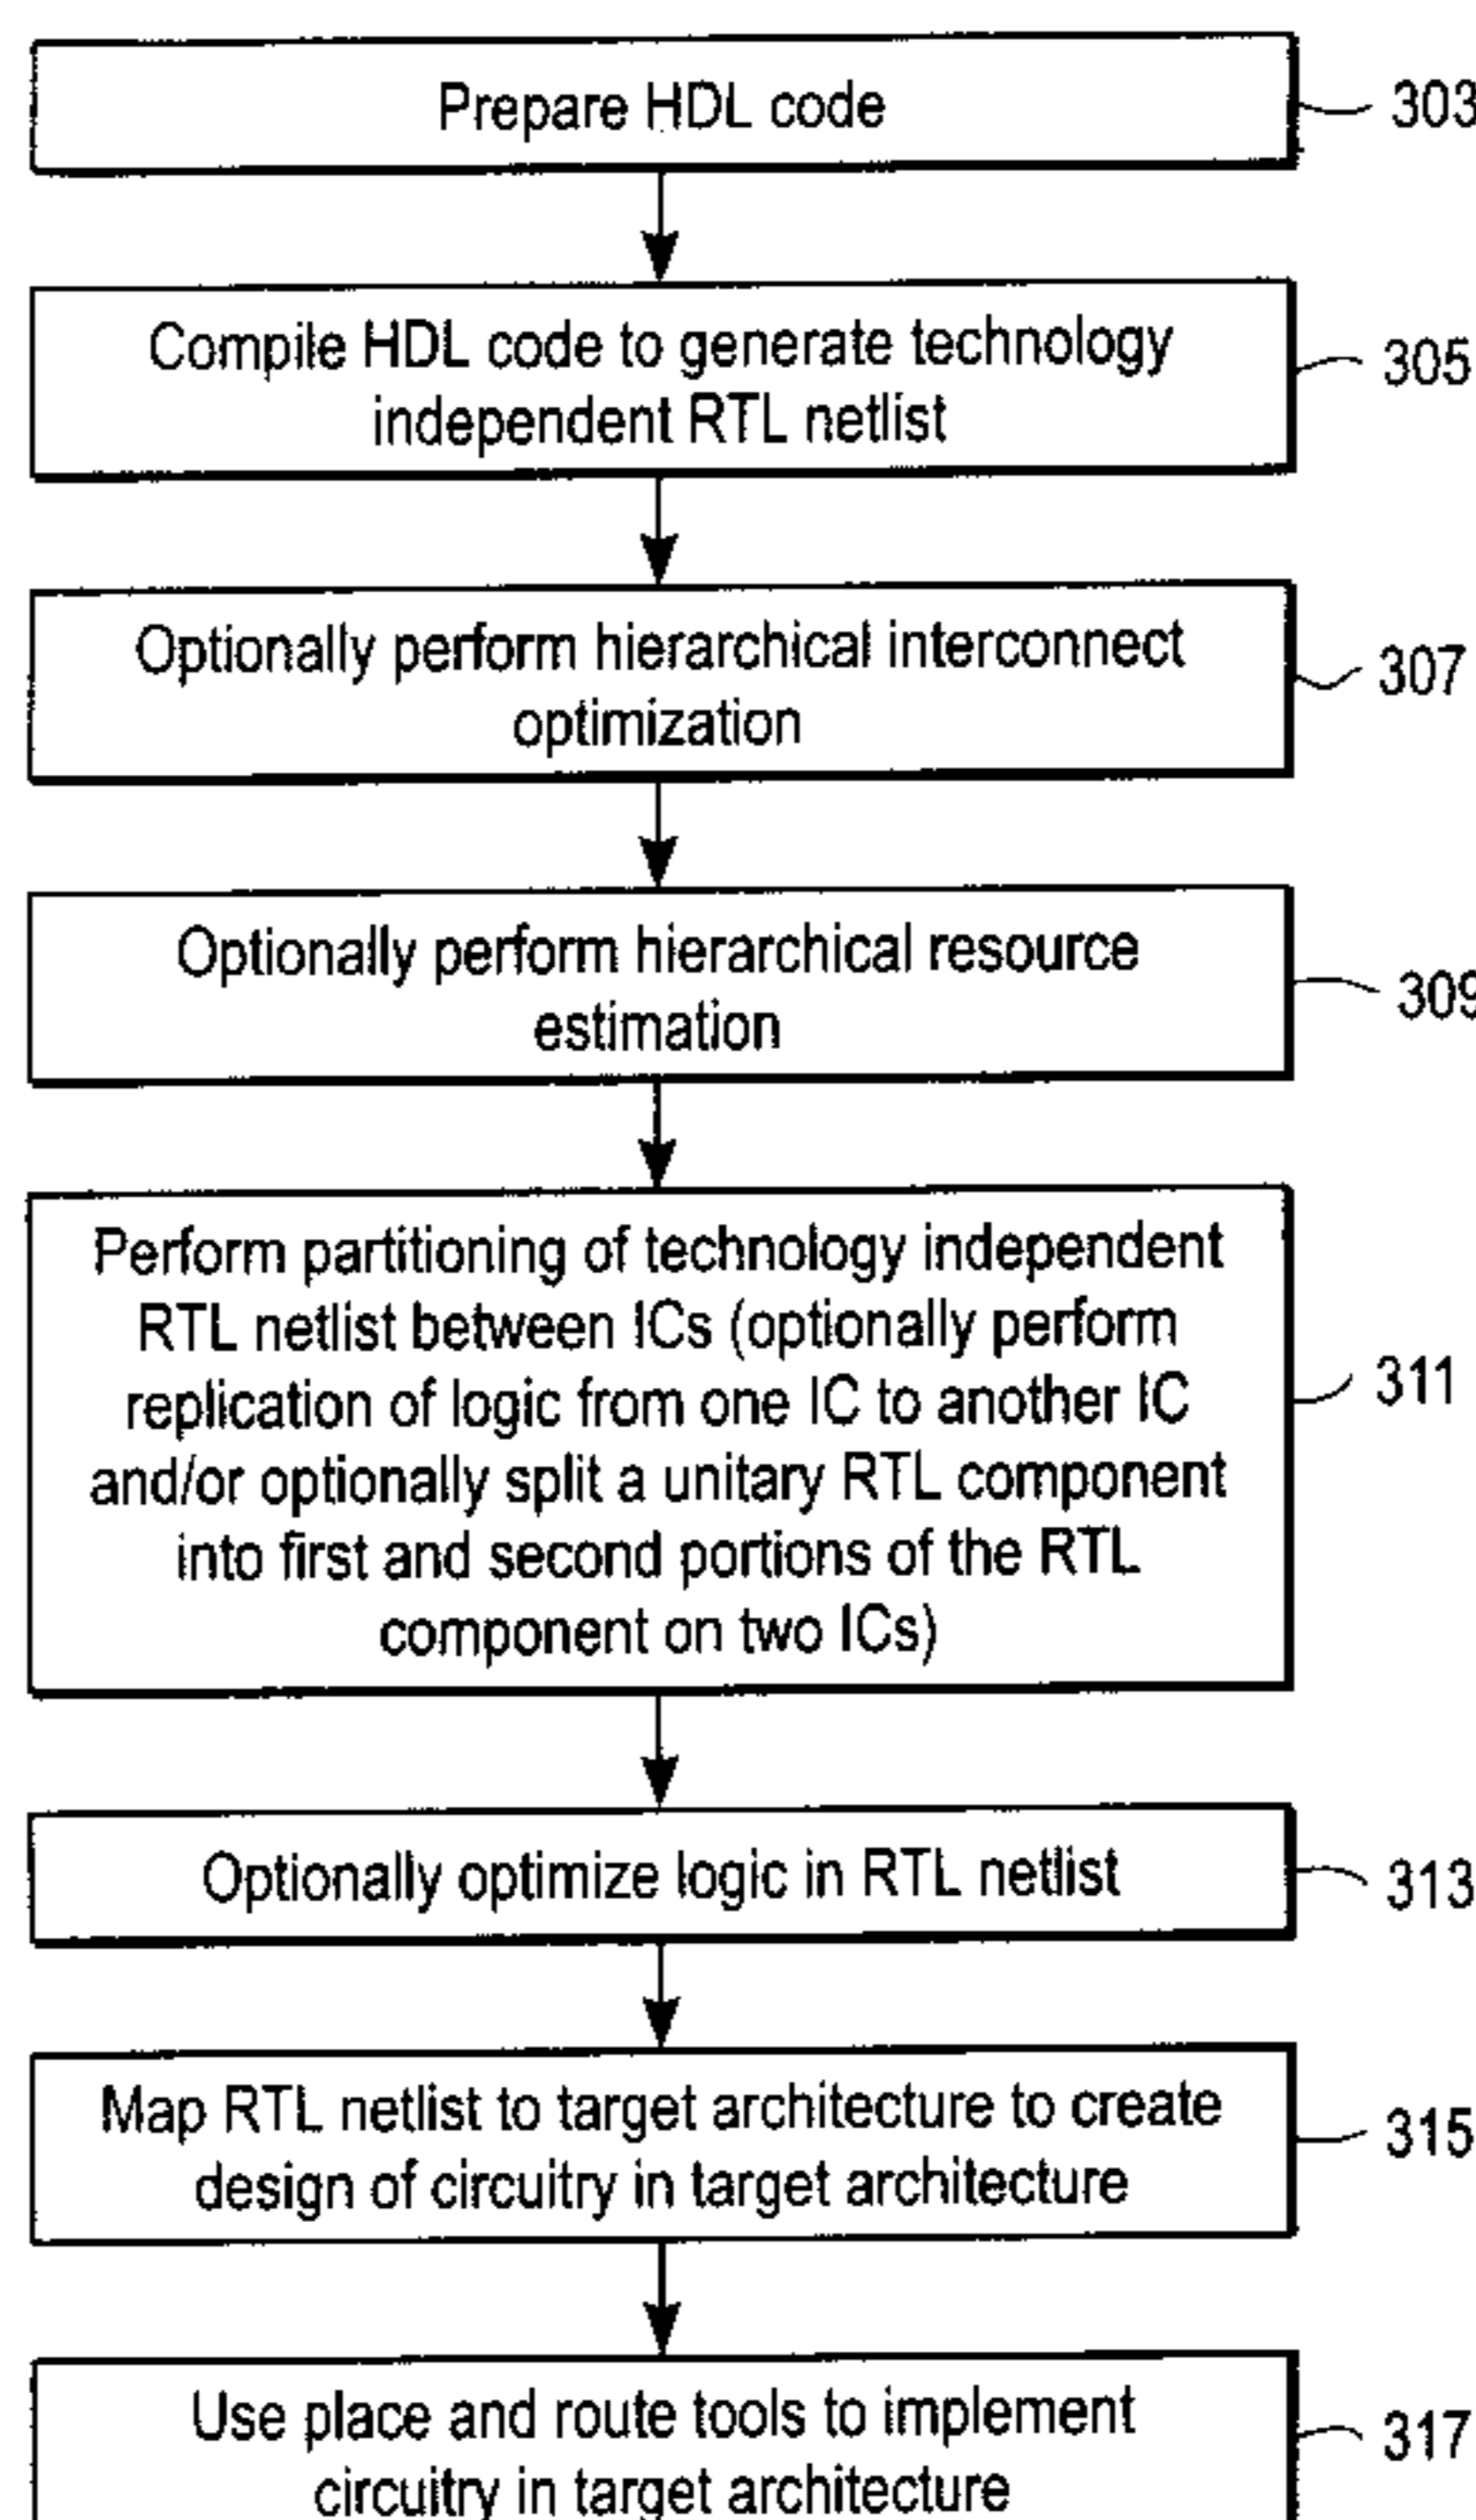 Prepare HDL code
303
Compile HDL code to generate technology
independent RTL netlist
305
Optionally perform hierarchical interconnect
optimization
307
Optionally perform hierarchical resource
estimation
309
Perform partitioning of technology independent
RTL netlist between ICs (optionally perform
replication of logic from one IC to another IC
and/or optionally split a unitary RTL component
into first and second portions of the RTL
component on two ICs)
311
Optionally optimize logic in RTL netlist
313
Map RTL netlist to target architecture to create
design of circuitry in target architecture
315
Use place and route tools to implement
circuitry in target architecture
317